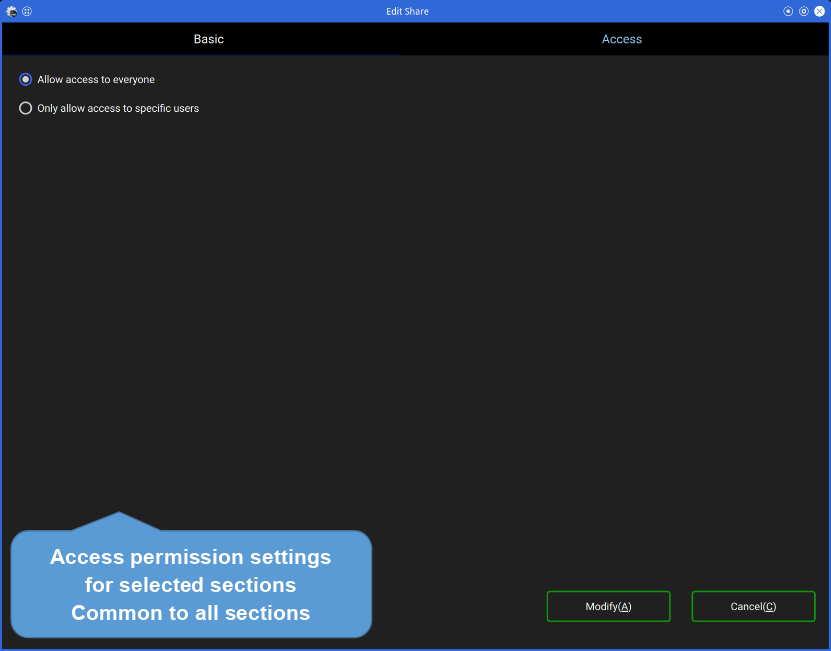 Edit Share
Basic
Access
Allow access to everyone
Only allow access to specific users
Access permission settings
for selected sections
Common to all sections
Modify(A)
Cancel(C)